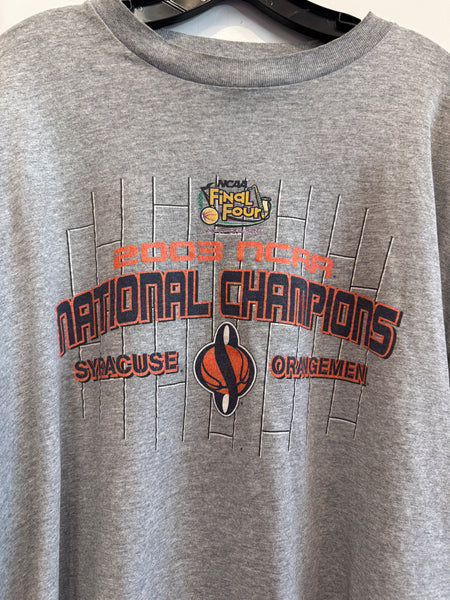 NCAA
Final
Four!
2003 NCAA
NATIONAL CHAMPIONS
SYRACUSE ORANGEMEN